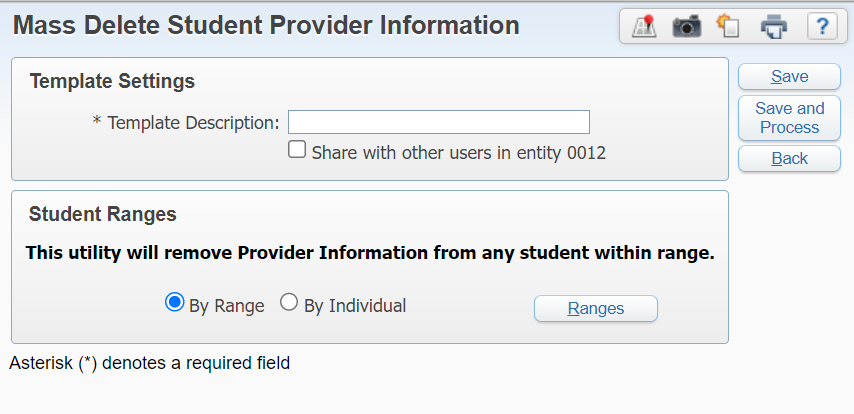 Mass Delete Student Provider Information
?
Template Settings
* Template Description:
Share with other users in entity 0012
Save
Save and
Process
Back
Student Ranges
This utility will remove Provider Information from any student within range.
By Range
By Individual
Ranges
Asterisk (*) denotes a required field